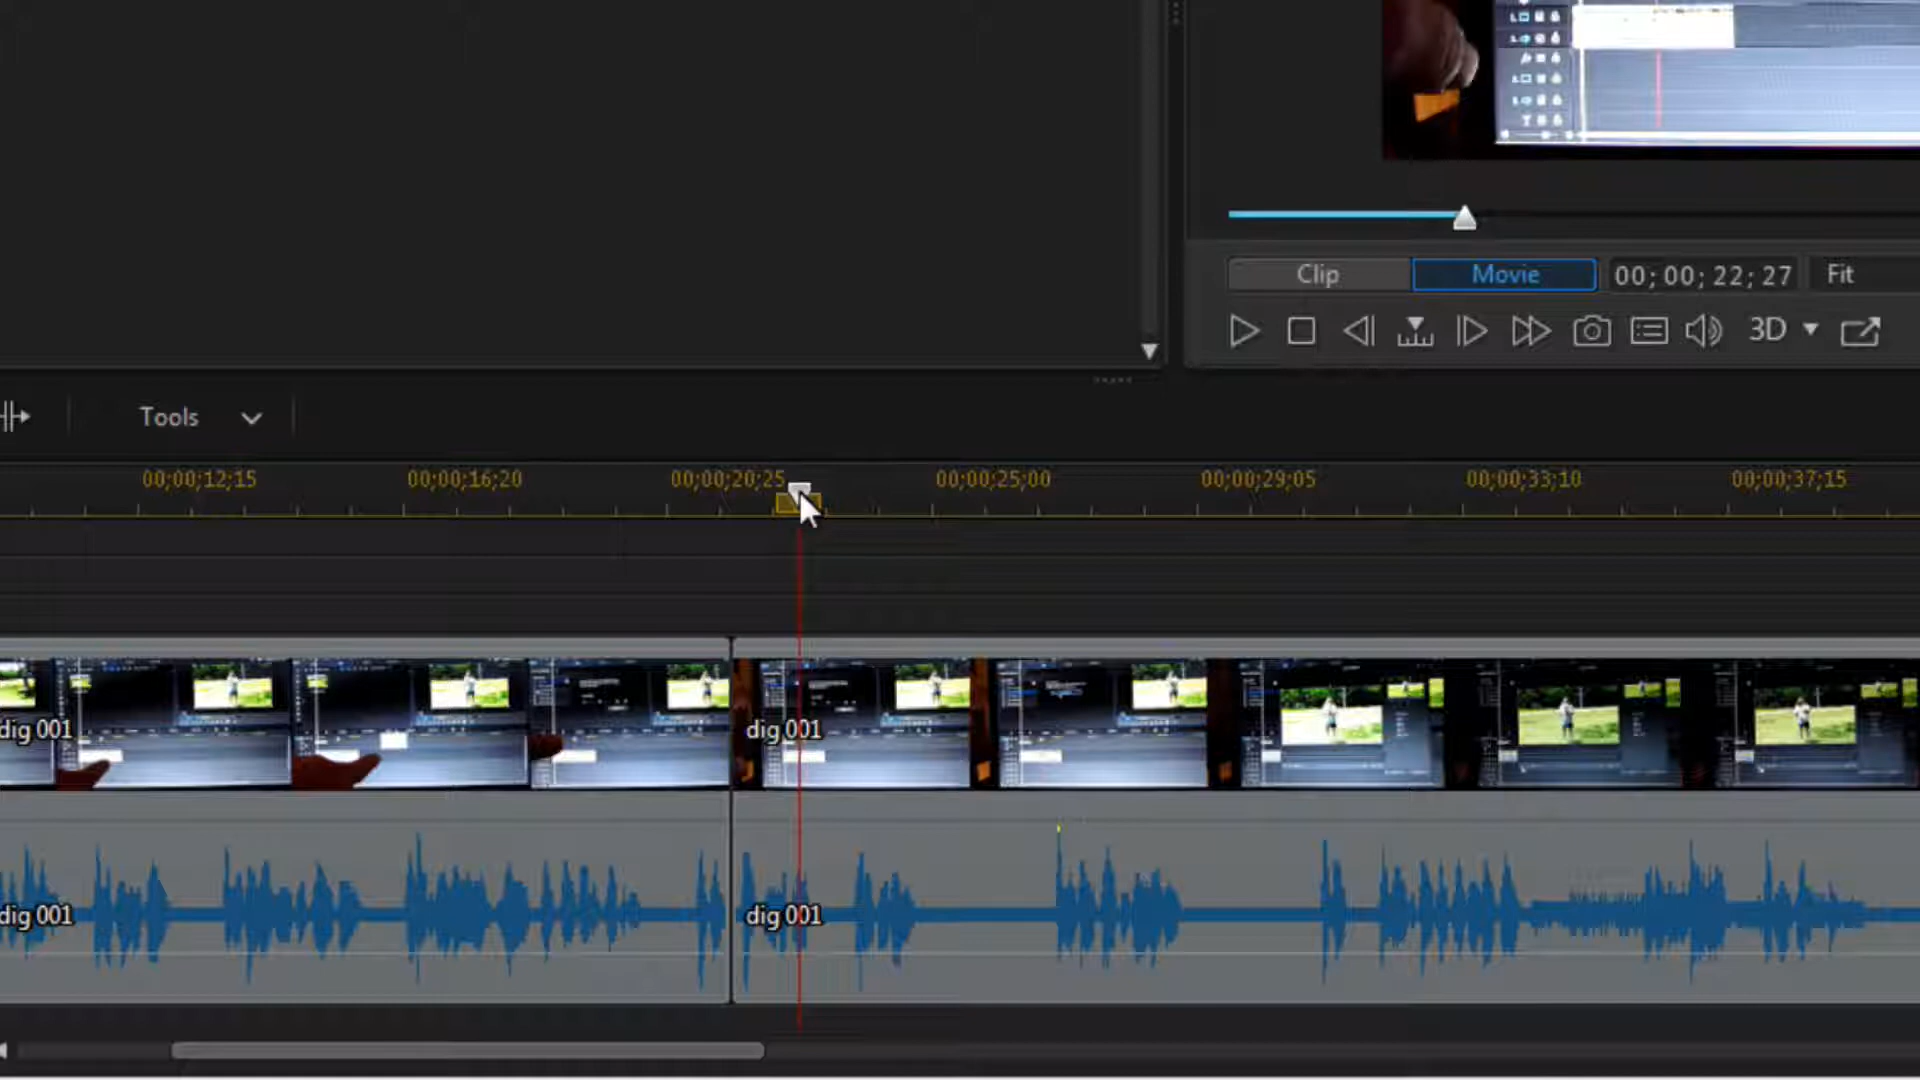 Clip Movie 00; 00; 22; 27 Fit
3D
Tools
00;00;12;15 00;00;16;20 00;00;20;25 00;00;25;00 00;00;29;05 00;00;33;10 00;00;37;15
dig 001 dig 001
dig 001 dig 001